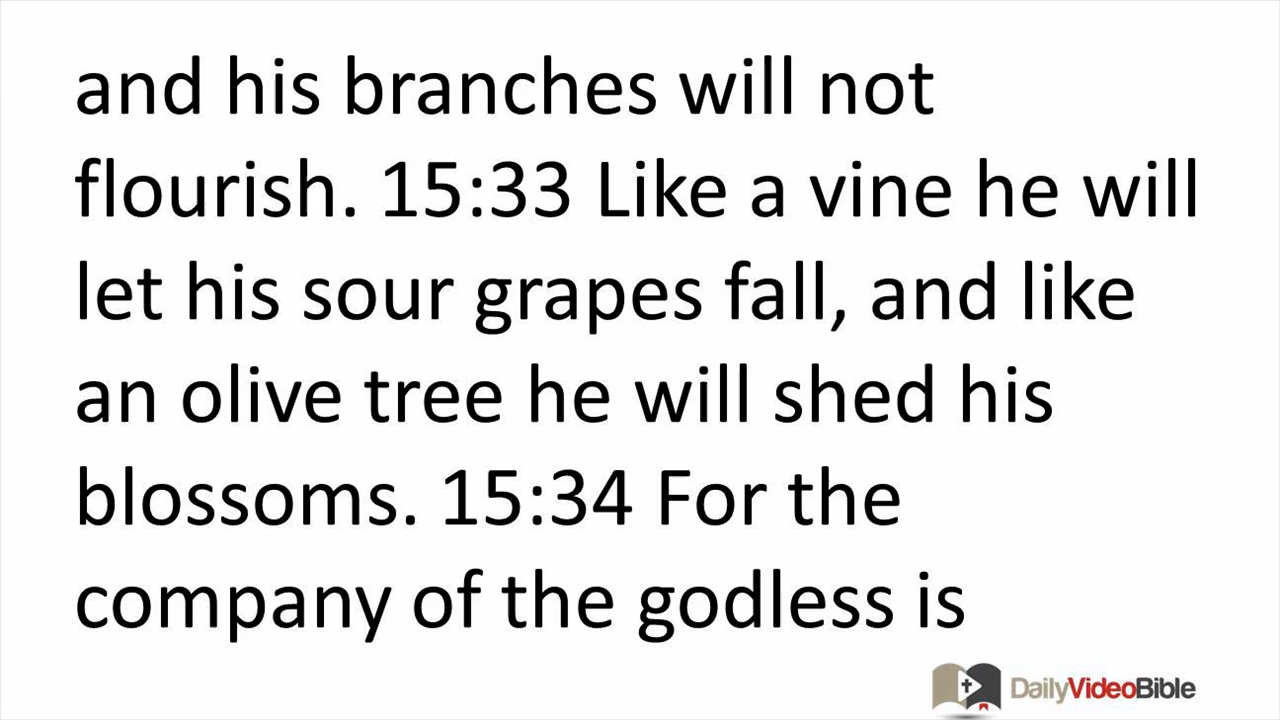 and his branches will not
flourish. 15:33 Like a vine he will
let his sour grapes fall, and like
an olive tree he will shed his
blossoms. 15:34 For the
company of the godless is
DailyVideoBible